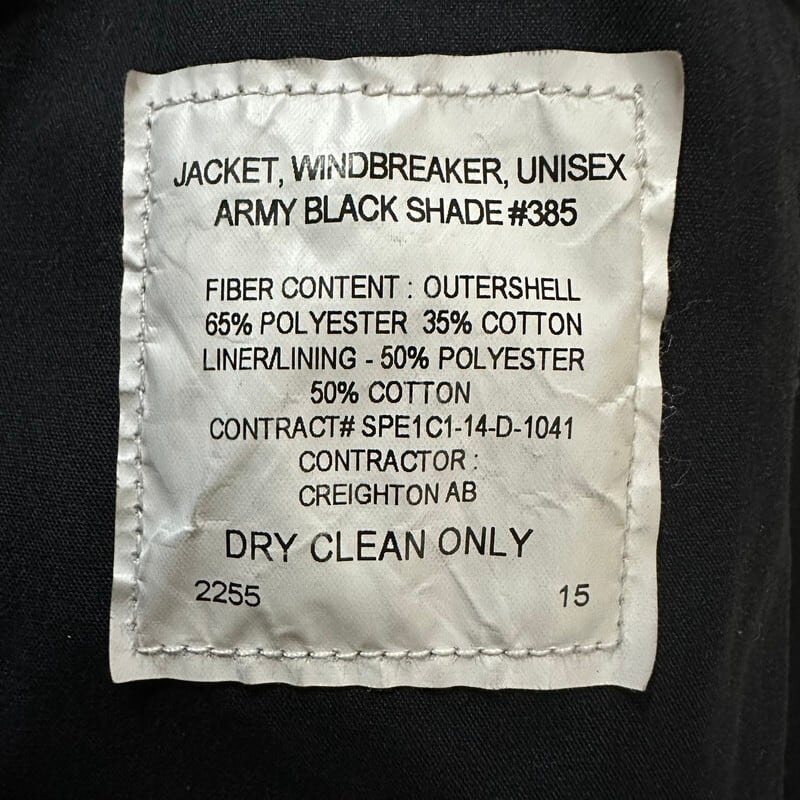 JACKET, WINDBREAKER, UNISEX
ARMY BLACK SHADE #385
FIBER CONTENT : OUTERSHELL
65% POLYESTER 35% COTTON
LINER/LINING - 50% POLYESTER
50% COTTON
CONTRACT# SPE1C1-14-D-1041
CONTRACTOR :
CREIGHTON AB
DRY CLEAN ONLY
2255 15